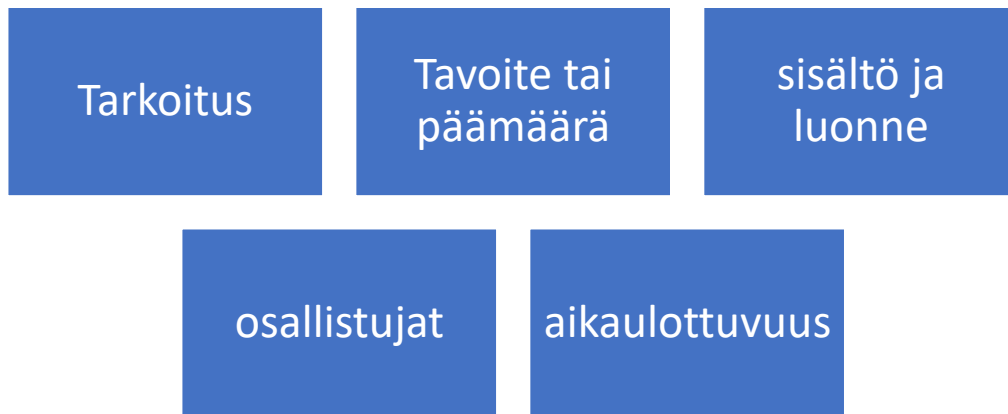 Tarkoitus
Tavoite tai
päämäärä
sisältö ja
luonne
osallistujat
aikaulottuvuus